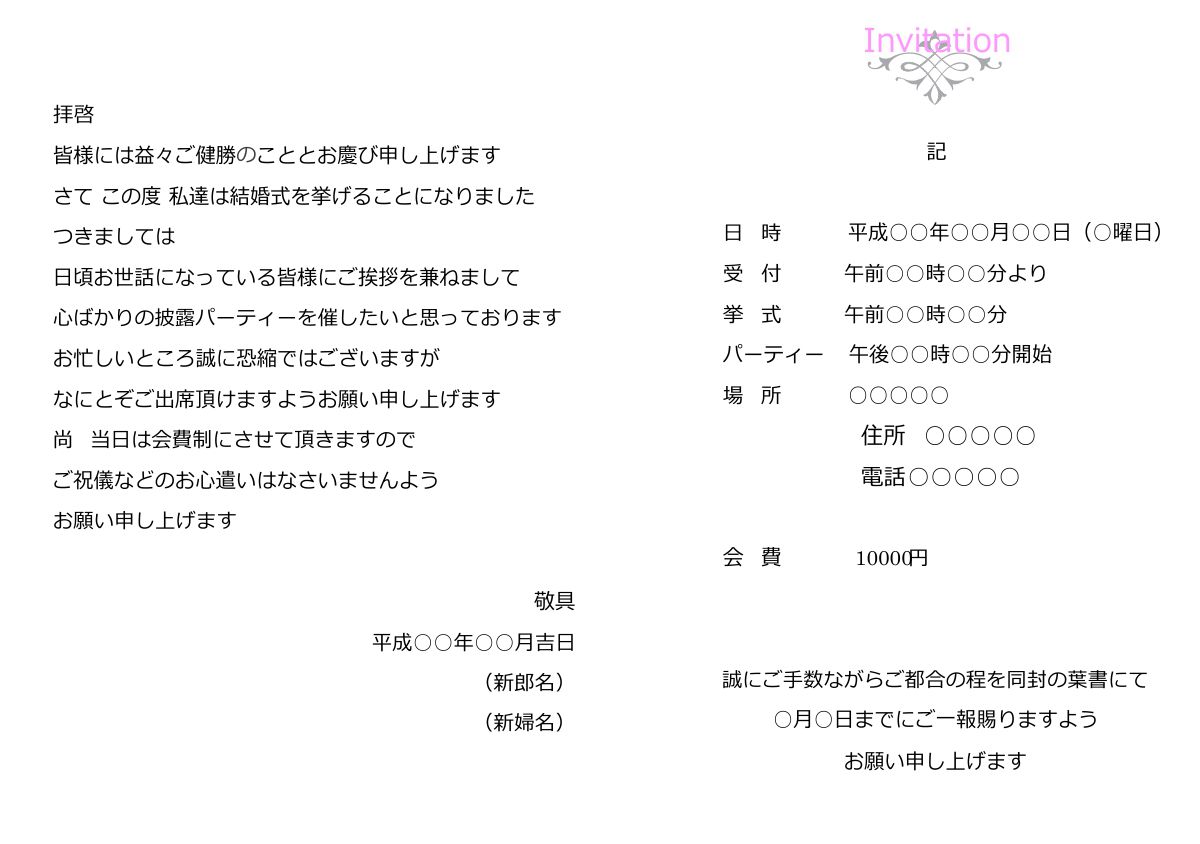 拝啓
皆様には益々ご健勝のこととお慶び申し上げます
さて この度 私達は結婚式を挙げることになりました
つきましては
日頃お世話になっている皆様にご挨拶を兼ねまして
心ばかりの披露パーティーを催したいと思っております
お忙しいところ誠に恐縮ではございますが
なにとぞご出席頂けますようお願い申し上げます
尚 当日は会費制にさせて頂きますので
ご祝儀などのお心遣いはなさいませんよう
お願い申し上げます
敬具
平成○○年○○月吉日
（新郎名）
（新婦名）
Invitation
記
日 時 平成○○年○○月○○日（○曜日）
受 付 午前○○時○○分より
挙 式 午前○○時○○分
パーティー 午後○○時○○分開始
場 所 ○○○○○
住所 ○○○○○
電話○○○○○
会 費 10000円
誠にご手数ながらご都合の程を同封の葉書にて
○月○日までにご一報賜りますよう
お願い申し上げます